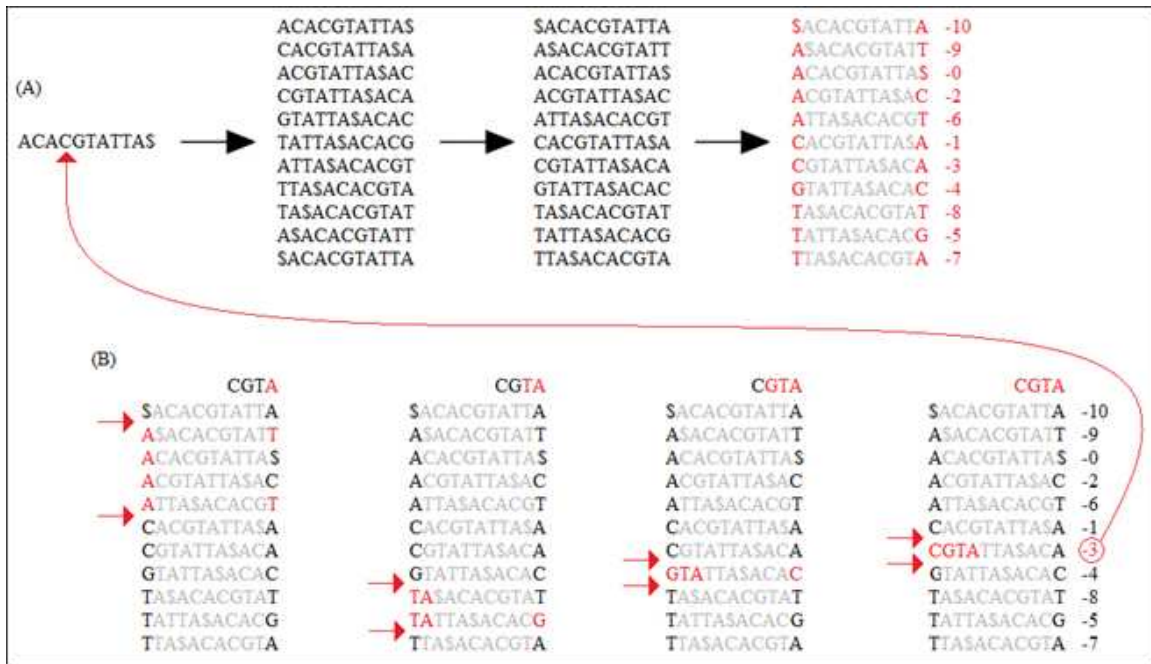 ACACGTATTA$ $ACACGTATTA $ACACGTATTA -10
CACGTATTA$A A$ACACGTATT A$ACACGTATT -9
ACGTATTA$AC ACACGTATTA$ ACACGTATTA$ -0
(A)
CGTATTA$ACA ACGTATTA$AC ACGTATTA$AC -2
GTATTA$ACAC ATTA$ACACGT ATTA$ACACGT -6
ACACGTATTA$ TATTA$ACACG CACGTATTA$A CACGTATTA$A -1
ATTA$ACACGT CGTATTA$ACA CGTATTA$ACA -3
TTA$ACACGTA GTATTA$ACAC GTATTA$ACAC -4
TA$ACACGTAT TA$ACACGTAT TA$ACACGTAT -8
A$ACACGTATT TATTA$ACACG TATTA$ACACG -5
$ACACGTATTA TTA$ACACGTA TTA$ACACGTA -7
(B)
CGTA CGTA CGTA CGTA
$ACACGTATTA $ACACGTATTA $ACACGTATTA $ACACGTATTA -10
A$ACACGTATT A$ACACGTATT A$ACACGTATT A$ACACGTATT -9
ACACGTATTA$ ACACGTATTA$ ACACGTATTA$ ACACGTATTA$ -0
ACGTATTA$AC ACGTATTA$AC ACGTATTA$AC ACGTATTA$AC -2
ATTA$ACACGT ATTA$ACACGT ATTA$ACACGT ATTA$ACACGT -6
CACGTATTA$A CACGTATTA$A CACGTATTA$A CACGTATTA$A -1
CGTATTA$ACA CGTATTA$ACA CGTATTA$ACA CGTATTA$ACA -3
GTATTA$ACAC GTATTA$ACAC GTATTA$ACAC GTATTA$ACAC -4
TA$ACACGTAT TA$ACACGTAT TA$ACACGTAT TA$ACACGTAT -8
TATTA$ACACG TATTA$ACACG TATTA$ACACG TATTA$ACACG -5
TTA$ACACGTA TTA$ACACGTA TTA$ACACGTA TTA$ACACGTA -7